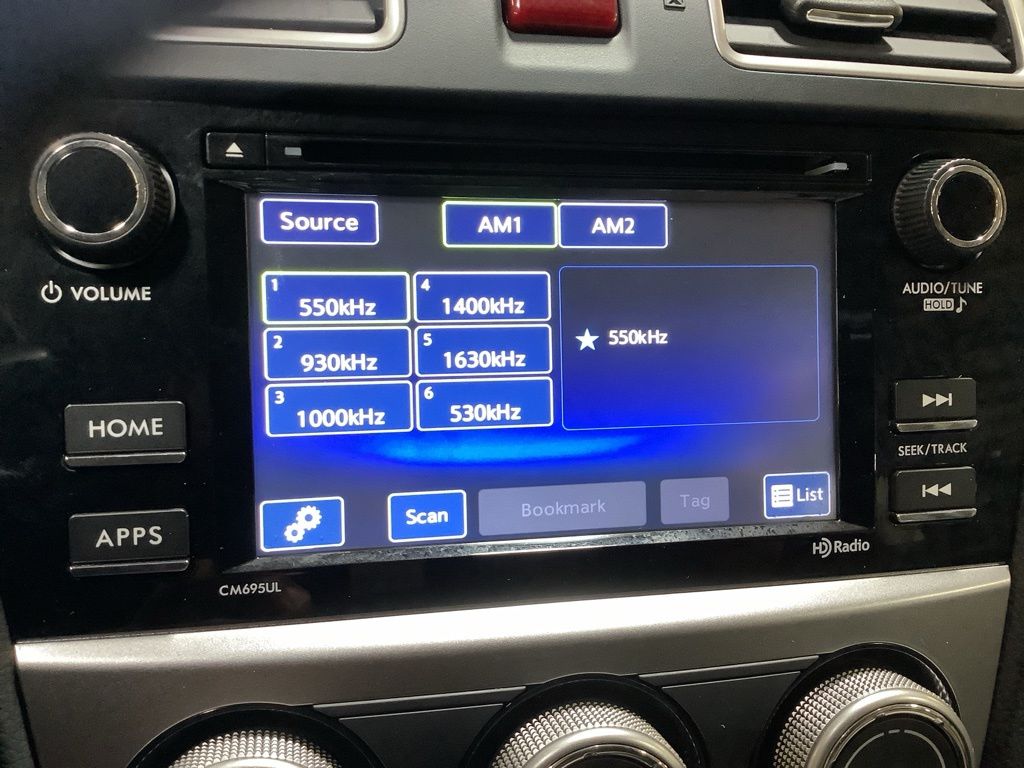 Source
AM1
AM2
1
550kHz
4
1400kHz
2
930kHz
5
1630kHz
3
1000kHz
6
530kHz
★ 550kHz
VOLUME
AUDIO/TUNE
HOLD ♪
HOME
APPS
SEEK/TRACK
Scan
Bookmark
Tag
List
HD Radio
CM695UL